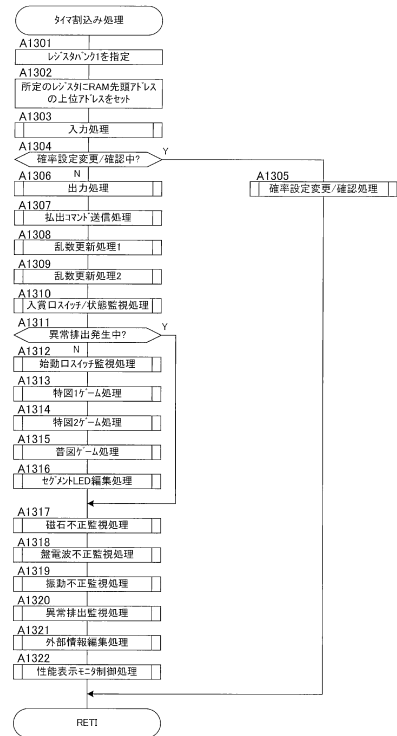 タイマ割込み処理
A1301
レジスタバンク1を指定
A1302
所定のレジスタにRAM先頭アドレス
の上位アドレスをセット
A1303
入力処理
A1304
確率設定変更/確認中?
Y
N
A1305
確率設定変更/確認処理
A1306
出力処理
A1307
払出コマンド送信処理
A1308
乱数更新処理1
A1309
乱数更新処理2
A1310
入賞口スイッチ/状態監視処理
A1311
異常排出発生中?
Y
N
A1312
始動口スイッチ監視処理
A1313
特図1ゲーム処理
A1314
特図2ゲーム処理
A1315
普図ゲーム処理
A1316
セグメントLED編集処理
A1317
磁石不正監視処理
A1318
盤電波不正監視処理
A1319
振動不正監視処理
A1320
異常排出監視処理
A1321
外部情報編集処理
A1322
性能表示モニタ制御処理
RETI